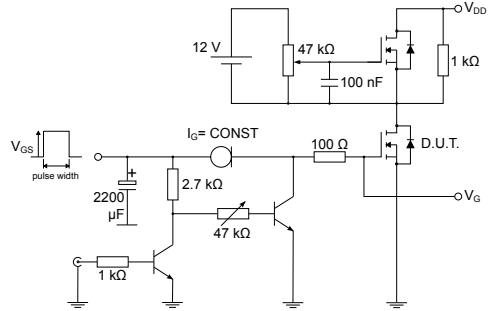 V_DD
12 V
47 kΩ
1 kΩ
100 nF
I_G= CONST
100 Ω
D.U.T.
V_GS
pulse width
+
2200
μF
2.7 kΩ
V_G
47 kΩ
1 kΩ